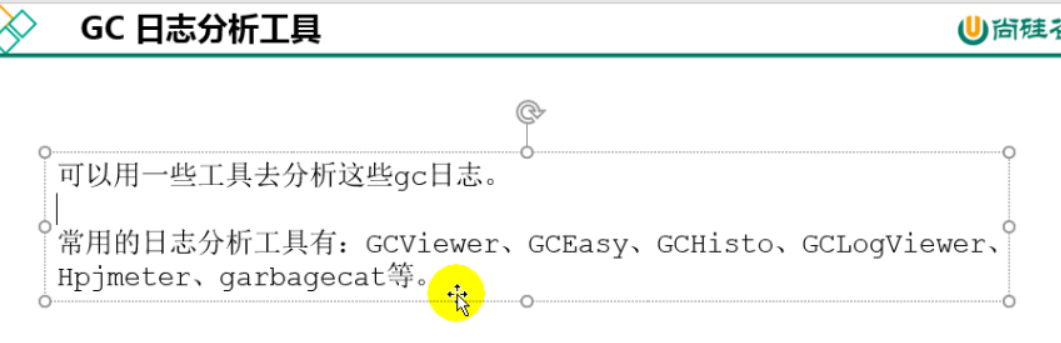 GC 日志分析工具
尚硅
可以用一些工具去分析这些gc日志。
常用的日志分析工具有：GCViewer、GCEasy、GCHisto、GCLogViewer、
Hpjmeter、garbagecat等。